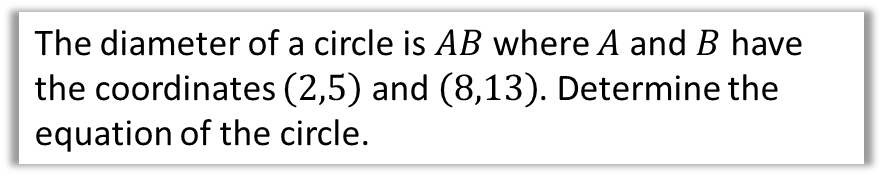 The diameter of a circle is AB where A and B have
the coordinates (2,5) and (8,13). Determine the
equation of the circle.